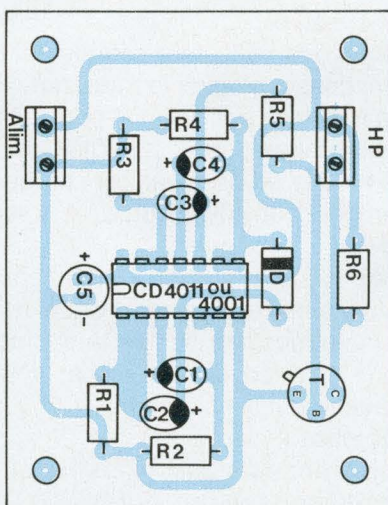 Alim.
R3
R4
R5
HP
+
C4
C3
+
+
C5
-
CD4011 ou
4001
D
R6
+
C1
C2
+
R1
R2
T
E
B
C